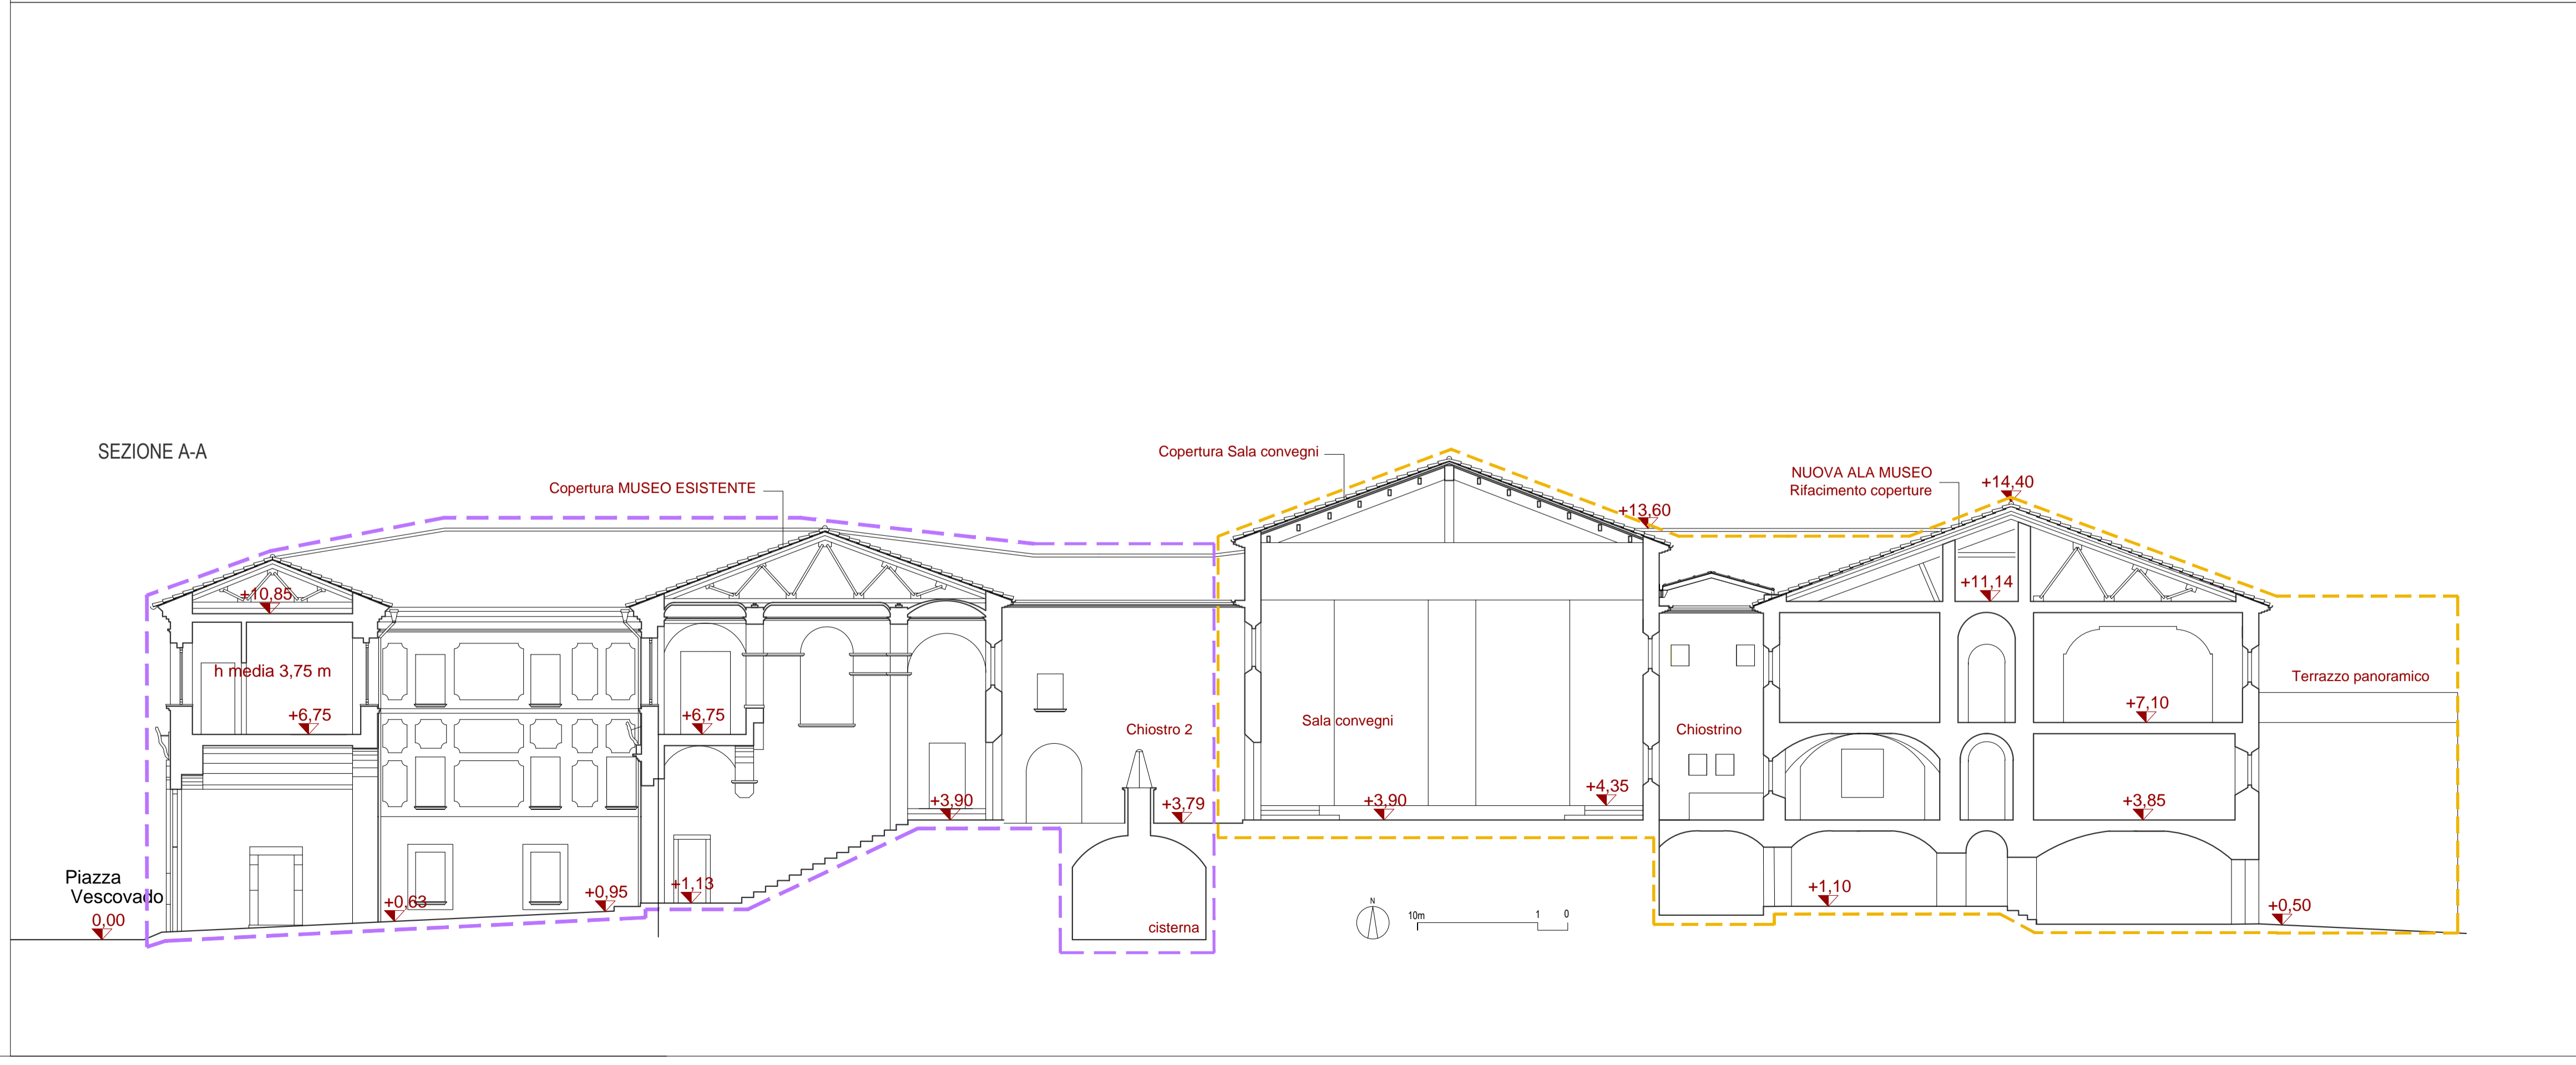 SEZIONE A-A
Copertura MUSEO ESISTENTE
Copertura Sala convegni
NUOVA ALA MUSEO
Rifacimento coperture
+14,40
+13,60
+10,85
+11,14
h media 3,75 m
Terrazzo panoramico
+6,75
+6,75
Chiostro 2
Sala convegni
Chiostrino
+7,10
+3,90
+3,79
+3,90
+4,35
+3,85
Piazza
Vescovado
0,00
+0,63
+0,95
+1,13
cisterna
N
10m
1
0
+1,10
+0,50